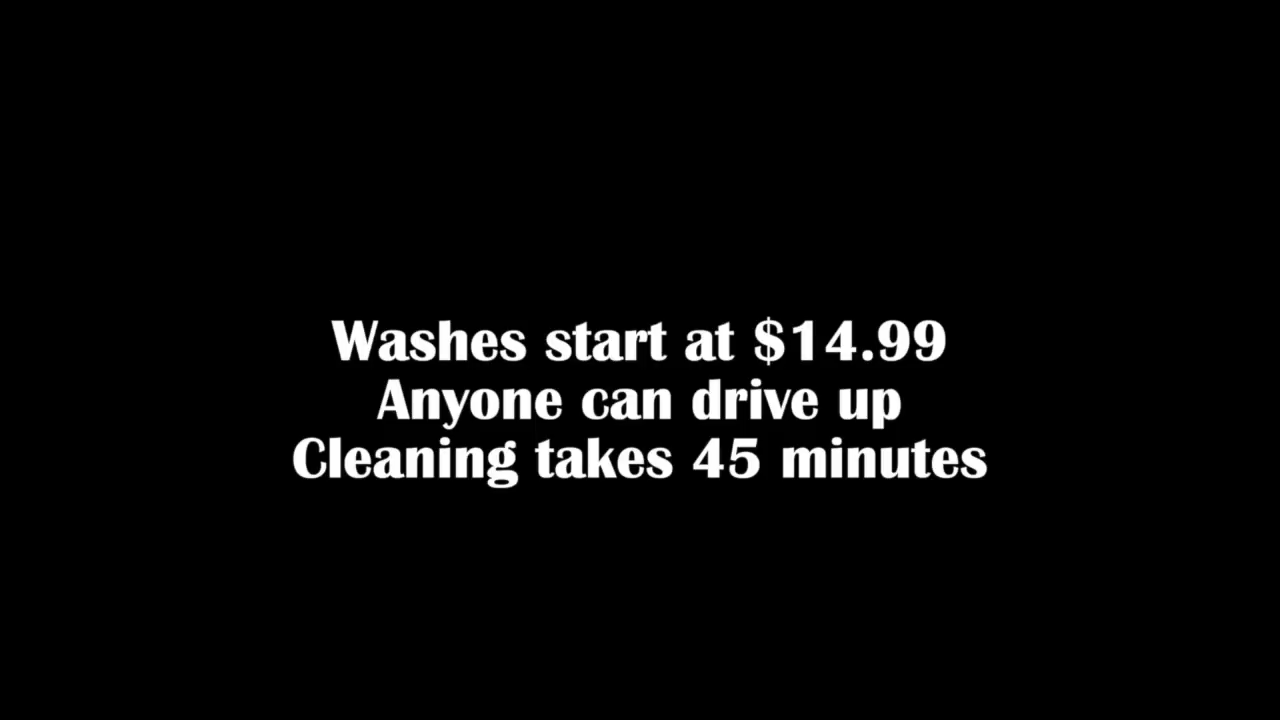 Washes start at $14.99
Anyone can drive up
Cleaning takes 45 minutes